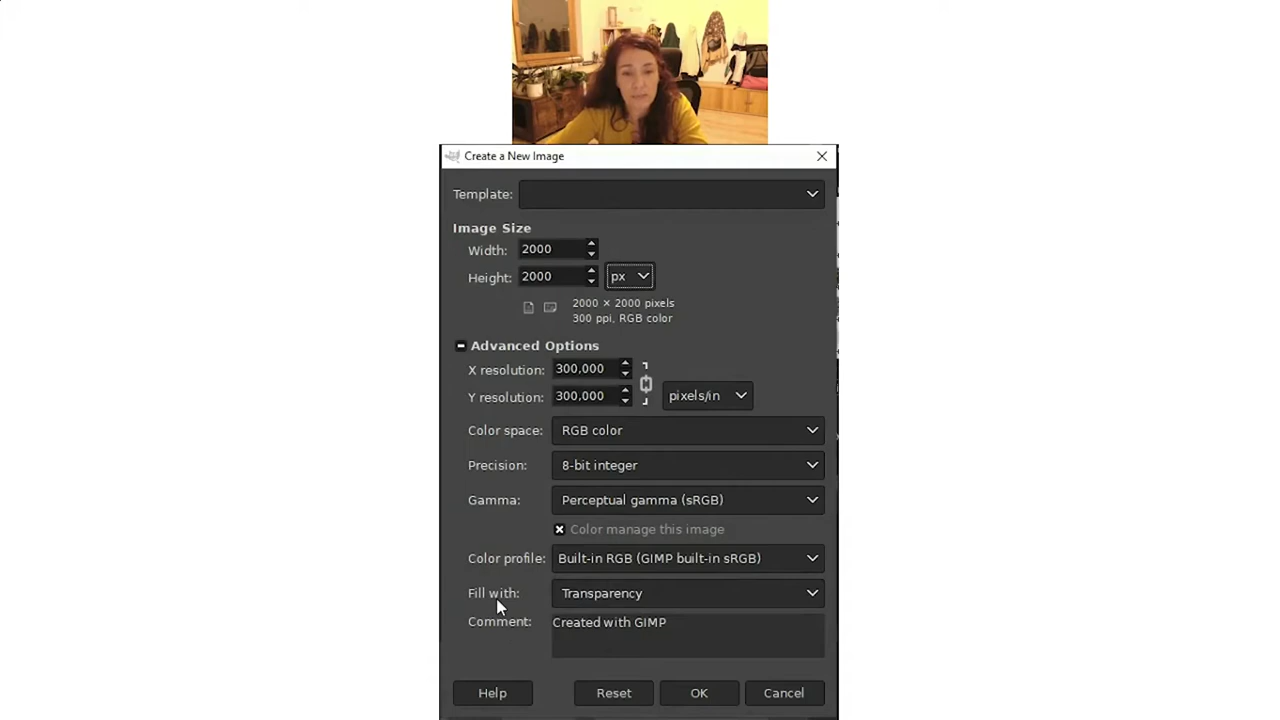 Create a New Image
Template:
Image Size
Width: 2000
Height: 2000 px
2000 × 2000 pixels
300 ppi, RGB color
Advanced Options
X resolution: 300,000
Y resolution: 300,000 pixels/in
Color space: RGB color
Precision: 8-bit integer
Gamma: Perceptual gamma (sRGB)
Color manage this image
Color profile: Built-in RGB (GIMP built-in sRGB)
Fill with: Transparency
Comment: Created with GIMP
Help Reset OK Cancel